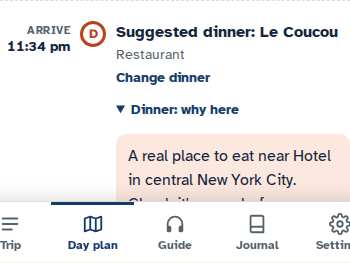 ARRIVE
11:34 pm
D
Suggested dinner: Le Coucou
Restaurant
Change dinner
▼ Dinner: why here
A real place to eat near Hotel
in central New York City.
Trip
Day plan
Guide
Journal
Settin